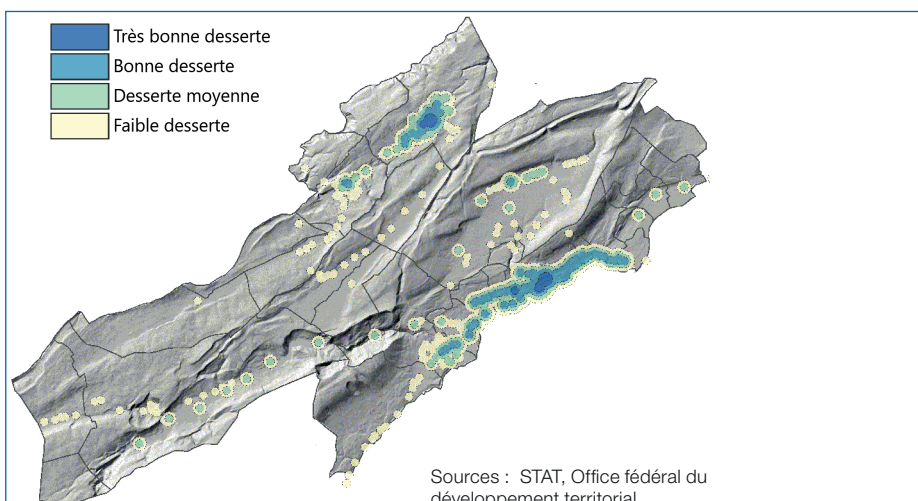 Très bonne desserte
Bonne desserte
Desserte moyenne
Faible desserte
Sources : STAT, Office fédéral du
développement territorial